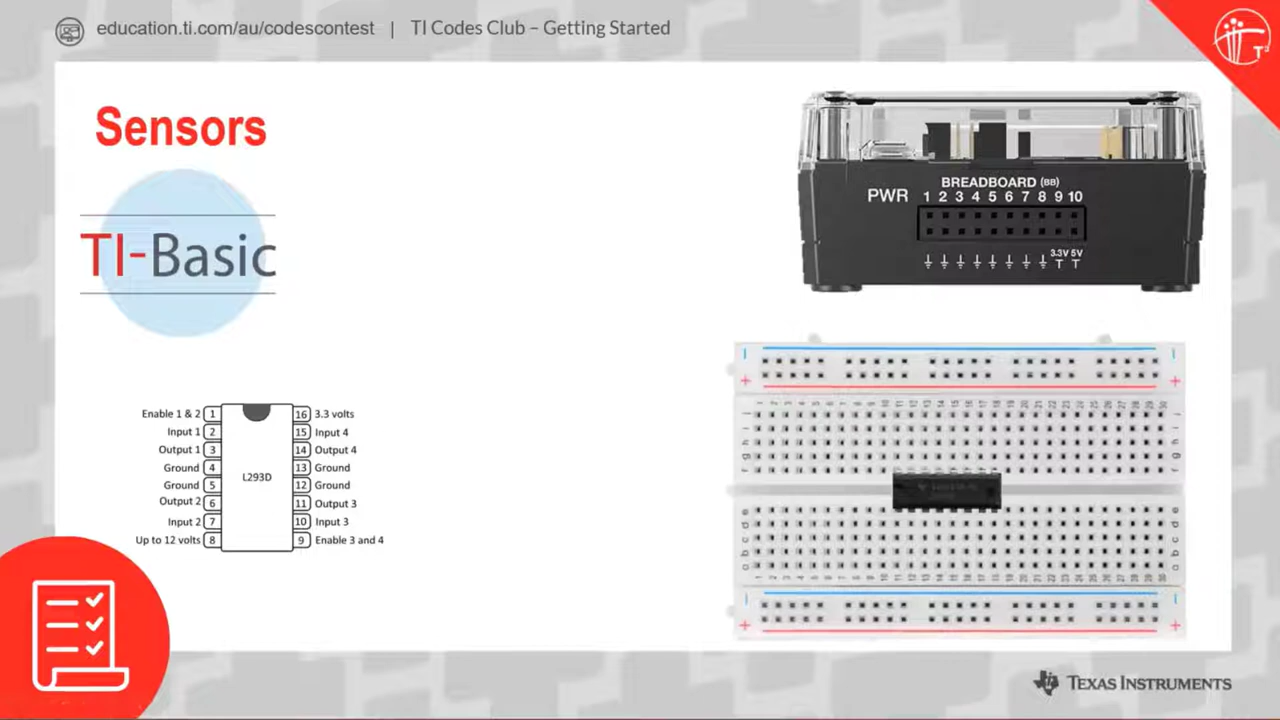 education.ti.com/au/codescontest | TI Codes Club – Getting Started
Sensors
TI-Basic
BREADBOARD (BB)
PWR 1 2 3 4 5 6 7 8 9 10
3.3V 5V
Enable 1 & 2 1 16 3.3 volts
Input 1 2 15 Input 4
Output 1 3 14 Output 4
Ground 4 13 Ground
L293D
Ground 5 12 Ground
Output 2 6 11 Output 3
Input 2 7 10 Input 3
Up to 12 volts 8 9 Enable 3 and 4
TEXAS INSTRUMENTS